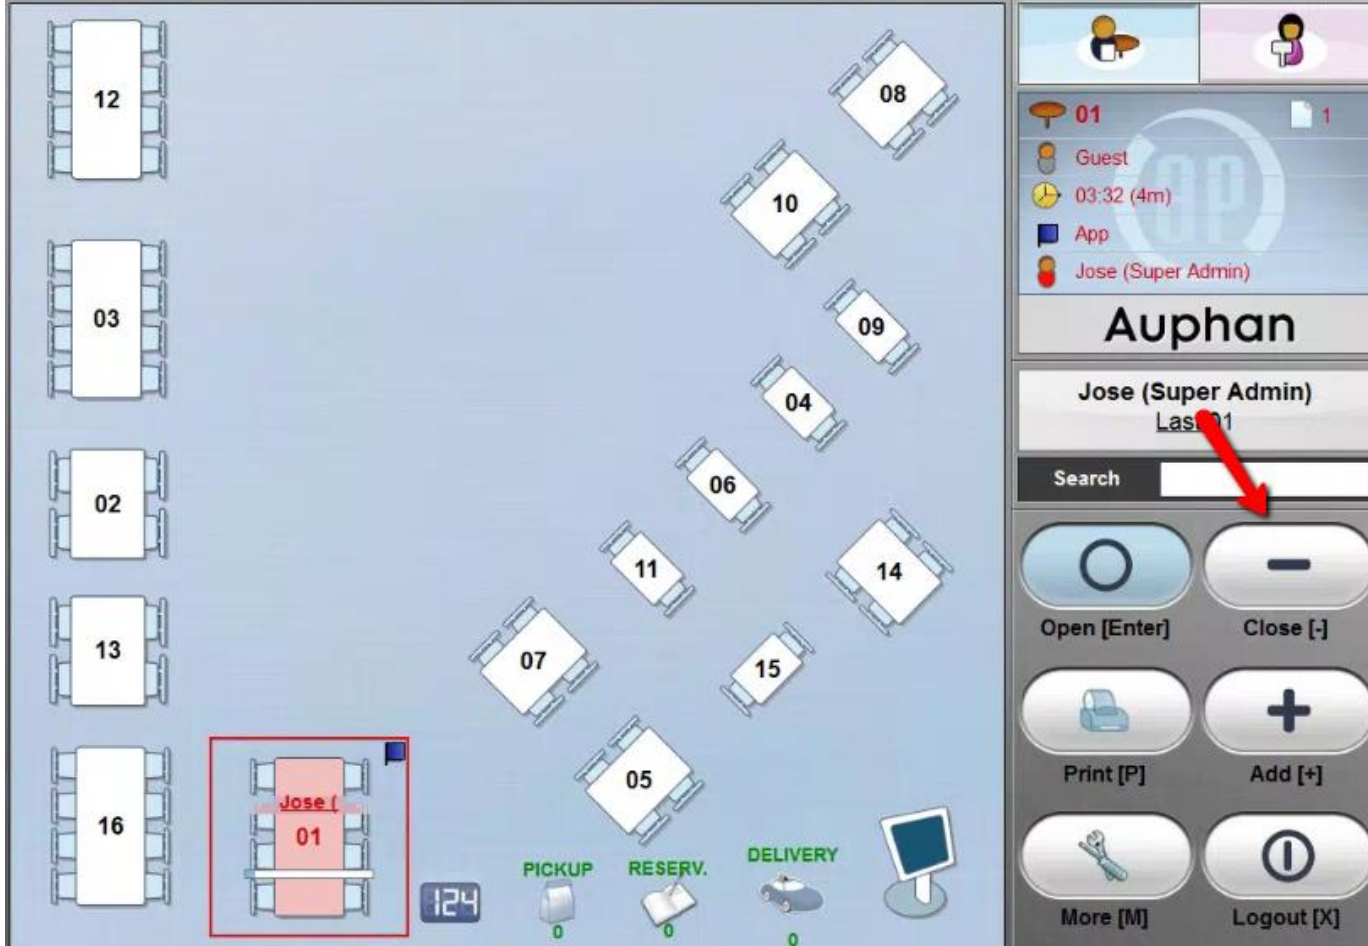 12
08
10
03
09
04
02
06
11
14
13
07
15
16
Jose (
01
05
124
PICKUP
0
RESERV.
0
DELIVERY
0
01
1
Guest
03:32 (4m)
App
Jose (Super Admin)
Auphan
Jose (Super Admin)
01
Search
Open [Enter]
Close [-]
Print [P]
Add [+]
More [M]
Logout [X]